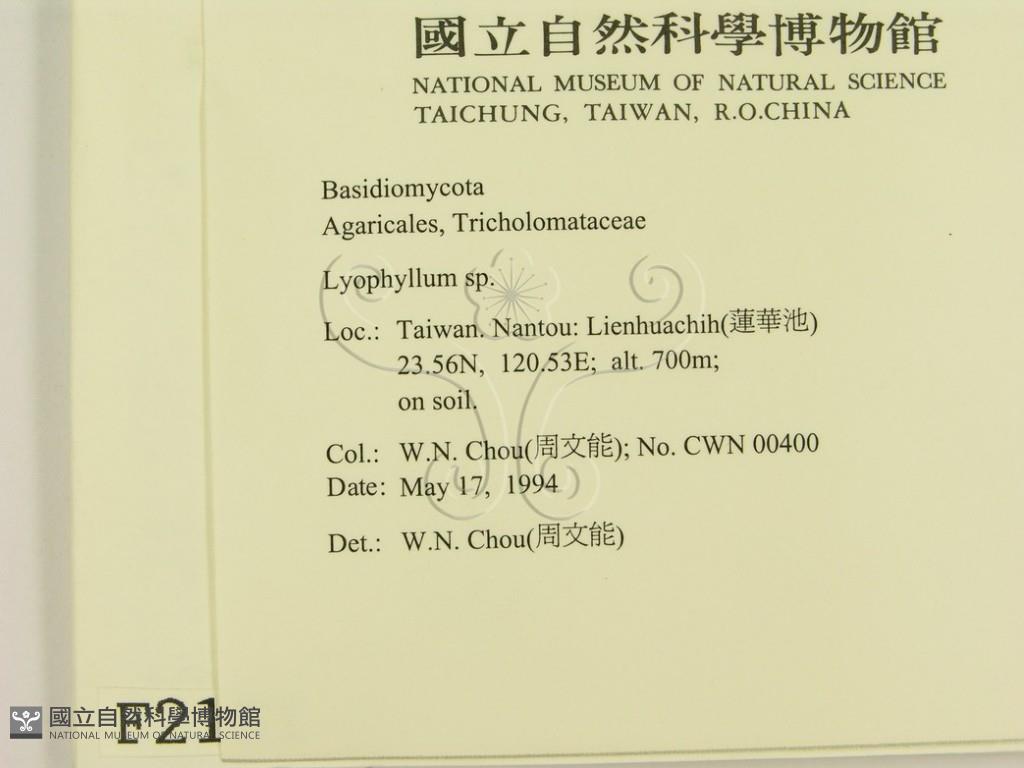 國立自然科學博物館
NATIONAL MUSEUM OF NATURAL SCIENCE
TAICHUNG, TAIWAN, R.O.CHINA
Basidiomycota
Agaricales, Tricholomataceae
Lyophyllum sp.
Loc.: Taiwan. Nantou: Lienhuachih(蓮華池)
23.56N, 120.53E; alt. 700m;
on soil.
Col.: W.N. Chou(周文能); No. CWN 00400
Date: May 17, 1994
Det.: W.N. Chou(周文能)
F21
國立自然科學博物館
NATIONAL MUSEUM OF NATURAL SCIENCE